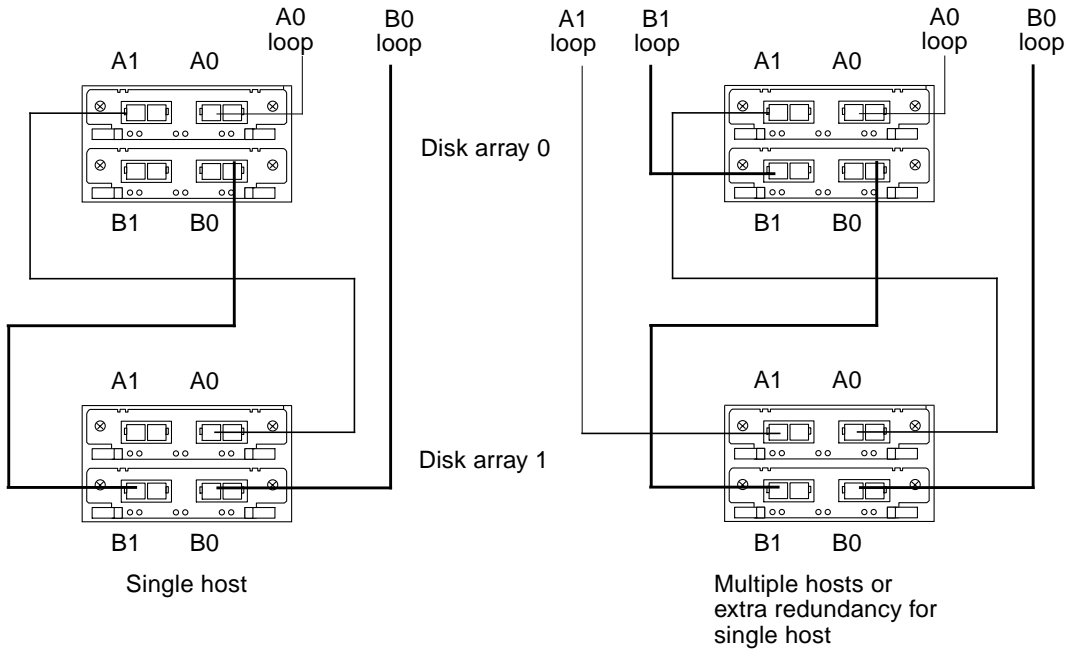 A0
loop
B0
loop
A1
loop
B1
loop
A0
loop
B0
loop
A1 A0
A1 A0
Disk array 0
B1 B0
B1 B0
A1 A0
A1 A0
Disk array 1
B1 B0
B1 B0
Single host
Multiple hosts or
extra redundancy for
single host